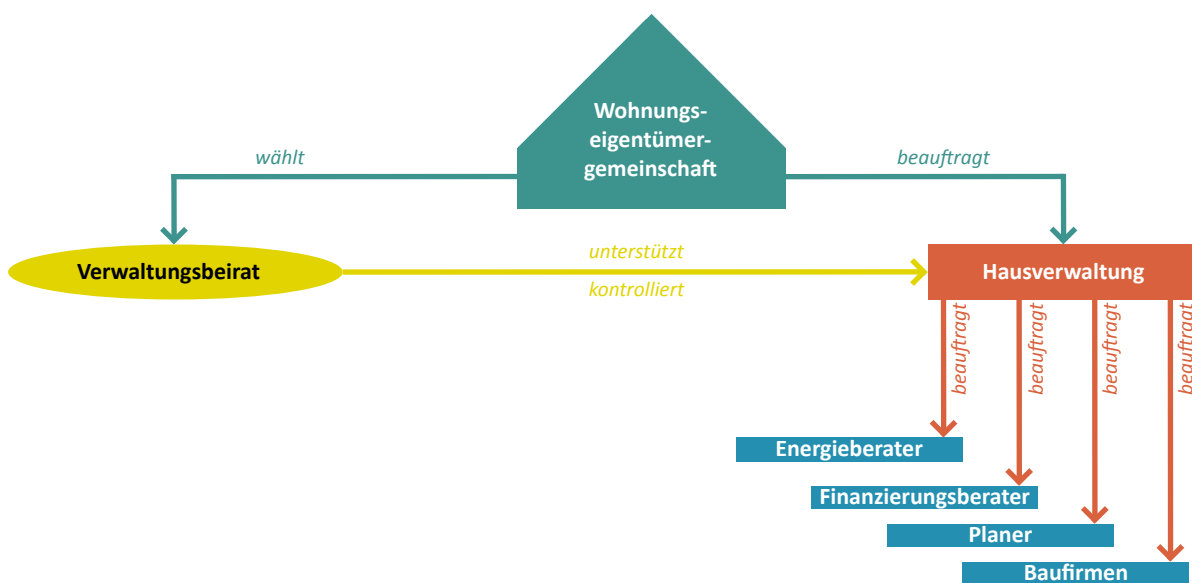 Wohnungs-
eigentümer-
gemeinschaft
wählt
beauftragt
Verwaltungsbeirat
unterstützt
kontrolliert
Hausverwaltung
beauftragt
beauftragt
beauftragt
beauftragt
Energieberater
Finanzierungsberater
Planer
Baufirmen